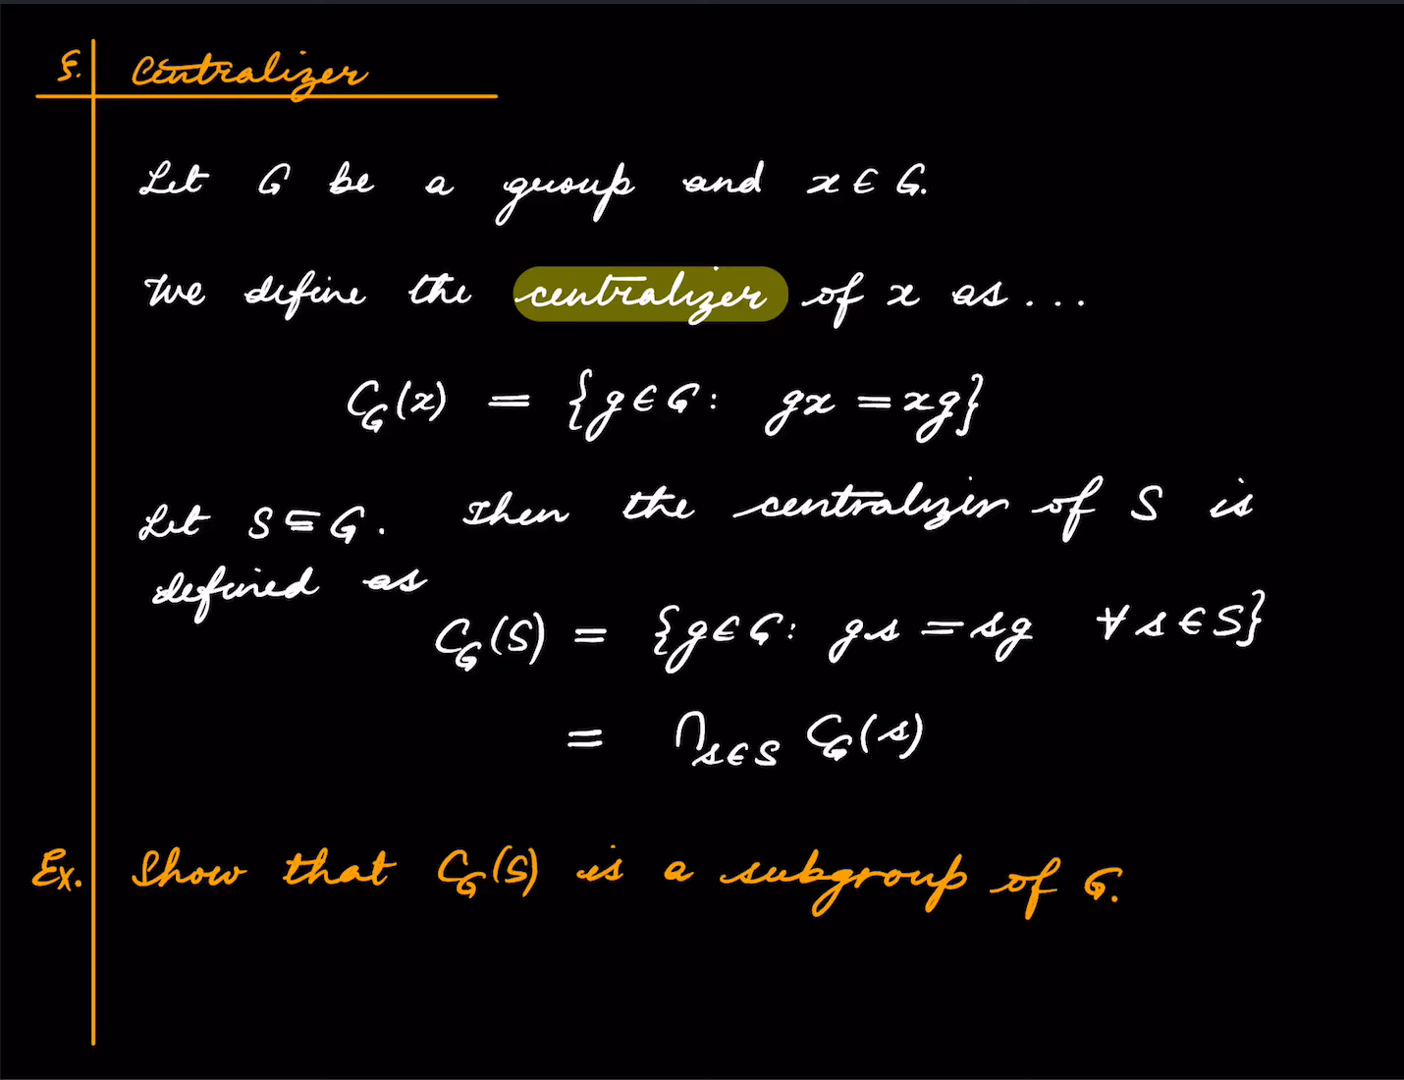 §. Centralizer
Let G be a group and x ∈ G.
We define the centralizer of x as ...
C_G(x) = {g ∈ G : gx = xg}
Let S ⊆ G. Then the centralizer of S is
defined as
C_G(S) = {g ∈ G : gs = sg ∀ s ∈ S}
= ∩_{s ∈ S} C_G(s)
Ex. Show that C_G(S) is a subgroup of G.